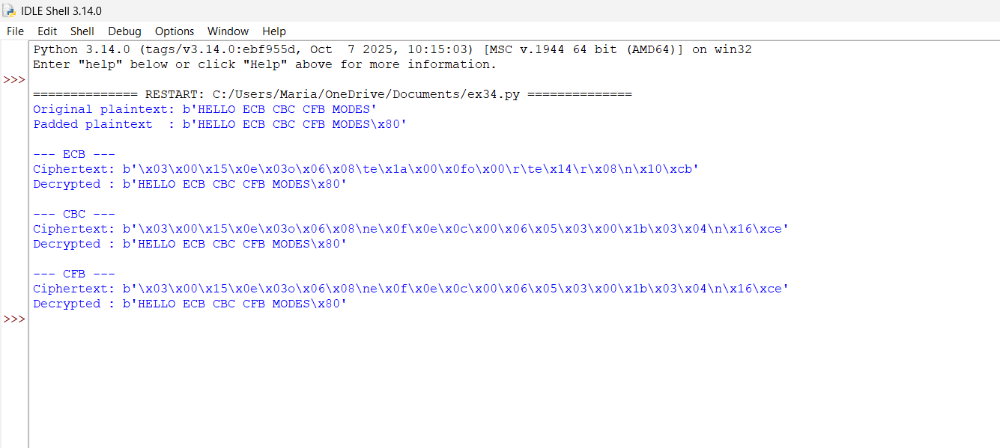 IDLE Shell 3.14.0
File Edit Shell Debug Options Window Help
Python 3.14.0 (tags/v3.14.0:ebf955d, Oct  7 2025, 10:15:03) [MSC v.1944 64 bit (AMD64)] on win32
Enter "help" below or click "Help" above for more information.
>>>
============== RESTART: C:/Users/Maria/OneDrive/Documents/ex34.py ==============
Original plaintext: b'HELLO ECB CBC CFB MODES'
Padded plaintext  : b'HELLO ECB CBC CFB MODES\x80'
--- ECB ---
Ciphertext: b'\x03\x00\x15\x0e\x03o\x06\x08\te\x1a\x00\x0fo\x00\r\te\x14\r\x08\n\x10\xcb'
Decrypted : b'HELLO ECB CBC CFB MODES\x80'
--- CBC ---
Ciphertext: b'\x03\x00\x15\x0e\x03o\x06\x08\ne\x0f\x0e\x0c\x00\x06\x05\x03\x00\x1b\x03\x04\n\x16\xce'
Decrypted : b'HELLO ECB CBC CFB MODES\x80'
--- CFB ---
Ciphertext: b'\x03\x00\x15\x0e\x03o\x06\x08\ne\x0f\x0e\x0c\x00\x06\x05\x03\x00\x1b\x03\x04\n\x16\xce'
Decrypted : b'HELLO ECB CBC CFB MODES\x80'
>>>